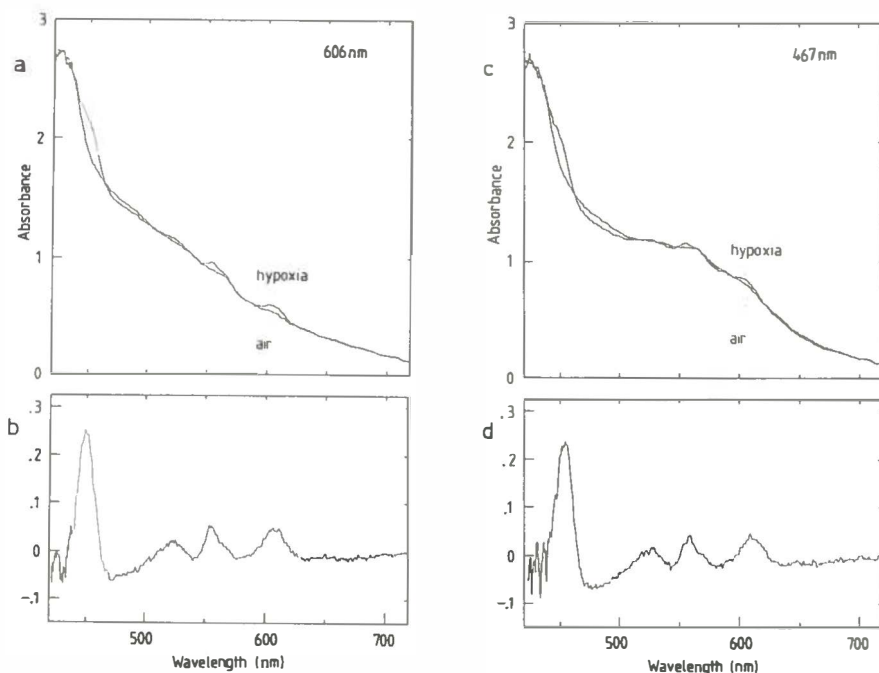 a
606nm
3
2
1
0
Absorbance
hypoxia
air
b
.3
.2
.1
0
-.1
500
600
700
Wavelength (nm)
c
467nm
3
2
1
0
Absorbance
hypoxia
air
d
.3
.2
.1
0
-.1
500
600
700
Wavelength (nm)